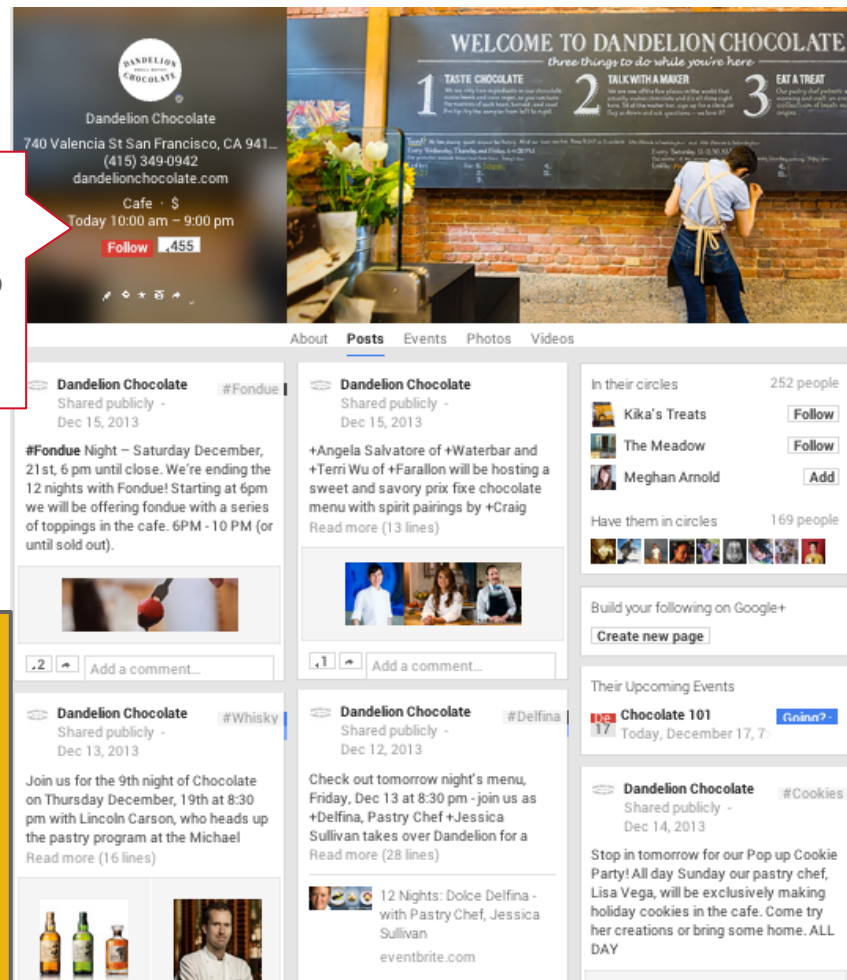 DANDELION
CHOCOLATE
Dandelion Chocolate
740 Valencia St San Francisco, CA 941...
(415) 349-0942
dandelionchocolate.com
Cafe · $
Today 10:00 am – 9:00 pm
Follow
455
WELCOME TO DANDELION CHOCOLATE
three things to do while you're here
1 TASTE CHOCOLATE
2 TALK WITH A MAKER
3 EAT A TREAT
About Posts Events Photos Videos
Dandelion Chocolate #Fondue
Shared publicly -
Dec 15, 2013
#Fondue Night – Saturday December,
21st, 6 pm until close. We're ending the
12 nights with Fondue! Starting at 6pm
we will be offering fondue with a series
of toppings in the cafe. 6PM - 10 PM (or
until sold out).
2
Add a comment...
Dandelion Chocolate #Whisky
Shared publicly -
Dec 13, 2013
Join us for the 9th night of Chocolate
on Thursday December, 19th at 8:30
pm with Lincoln Carson, who heads up
the pastry program at the Michael
Read more (16 lines)
Dandelion Chocolate
Shared publicly -
Dec 15, 2013
+Angela Salvatore of +Waterbar and
+Terri Wu of +Farallon will be hosting a
sweet and savory prix fixe chocolate
menu with spirit pairings by +Craig
Read more (13 lines)
1
Add a comment...
Dandelion Chocolate #Delfina
Shared publicly -
Dec 12, 2013
Check out tomorrow night's menu,
Friday, Dec 13 at 8:30 pm - join us as
+Delfina, Pastry Chef +Jessica
Sullivan takes over Dandelion for a
Read more (28 lines)
12 Nights: Dolce Delfina -
with Pastry Chef, Jessica
Sullivan
eventbrite.com
In their circles 252 people
Kika's Treats Follow
The Meadow Follow
Meghan Arnold Add
Have them in circles 169 people
Build your following on Google+
Create new page
Their Upcoming Events
17
Chocolate 101 Going?
Today, December 17, 7:
Dandelion Chocolate #Cookies
Shared publicly -
Dec 14, 2013
Stop in tomorrow for our Pop up Cookie
Party! All day Sunday our pastry chef,
Lisa Vega, will be exclusively making
holiday cookies in the cafe. Come try
her creations or bring some home. ALL
DAY